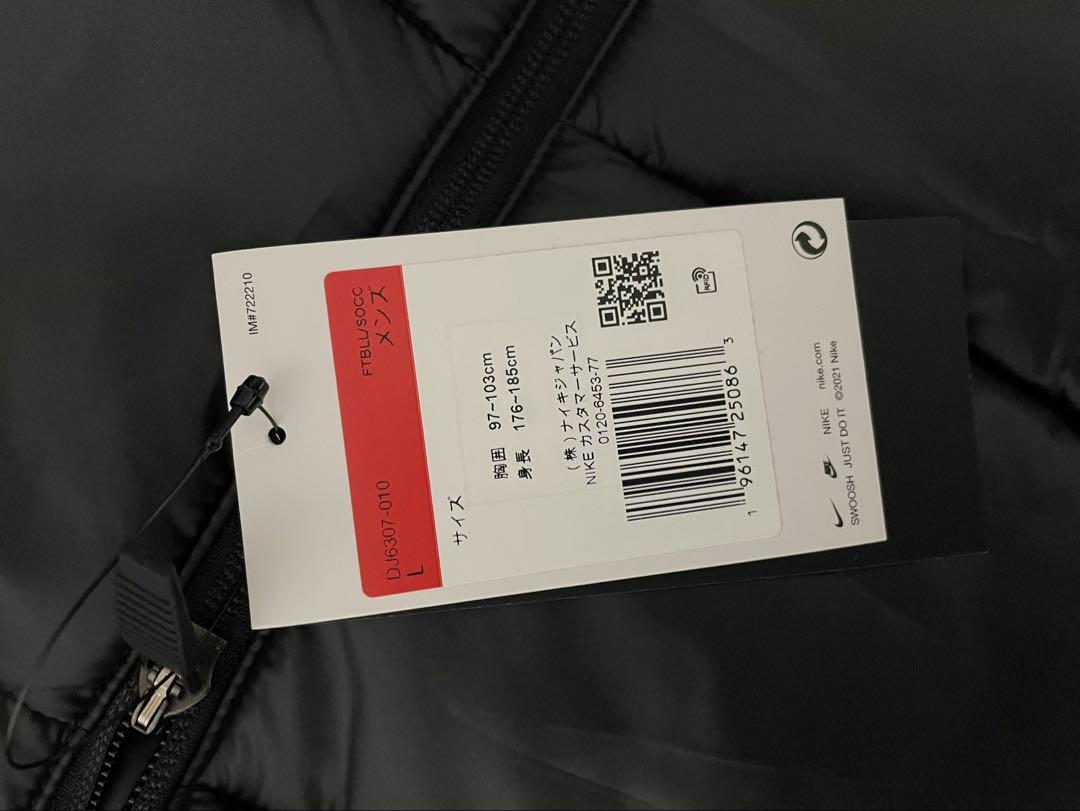 IM#722210
DJ6307-010 FTBLL/SOCC
L メンズ
サイズ
胸囲 97-103cm
身長 176-185cm
(株)ナイキジャパン
NIKE カスタマーサービス
0120-6453-77
RFID
1 96147 25086 3
NIKE nike.com
SWOOSH JUST DO IT ©2021 Nike